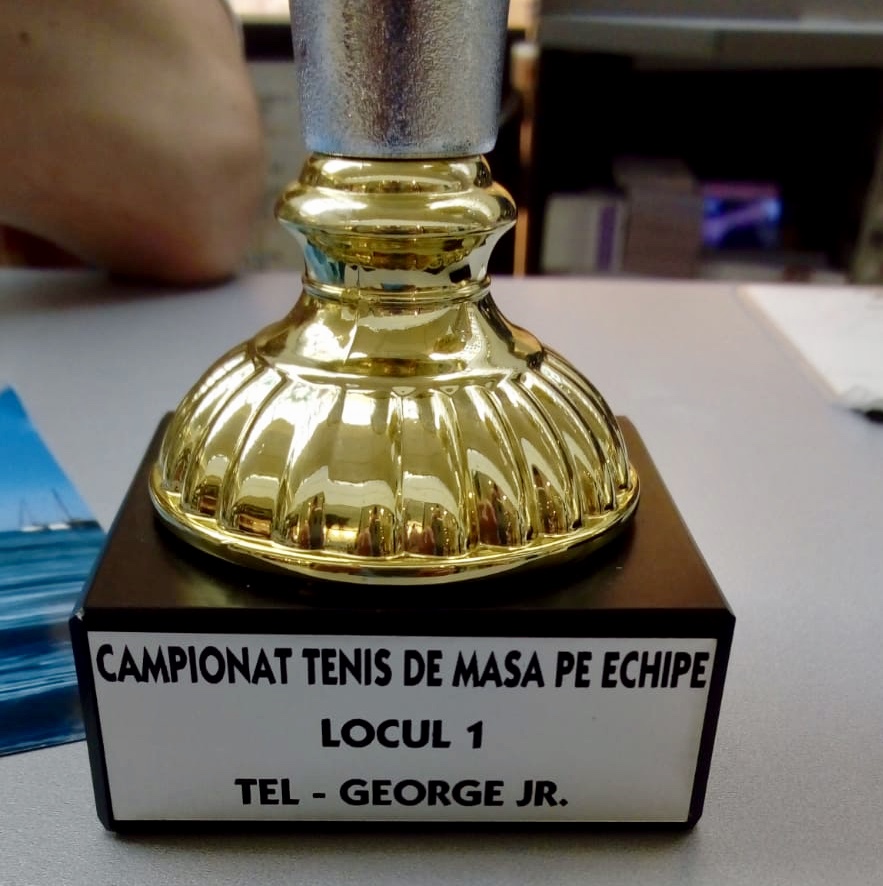 CAMPIONAT TENIS DE MASA PE ECHIPE
LOCUL 1
TEL - GEORGE JR.